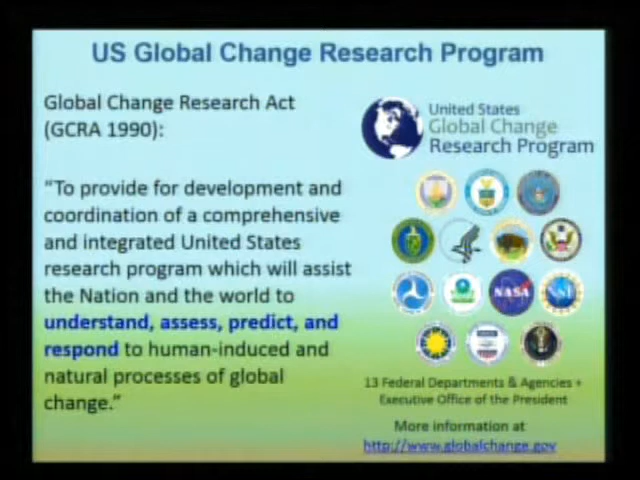 US Global Change Research Program
Global Change Research Act
(GCRA 1990):
“To provide for development and
coordination of a comprehensive
and integrated United States
research program which will assist
the Nation and the world to
understand, assess, predict, and
respond to human-induced and
natural processes of global
change.”
United States
Global Change
Research Program
NASA
NSF
13 Federal Departments & Agencies +
Executive Office of the President
More information at
http://www.globalchange.gov